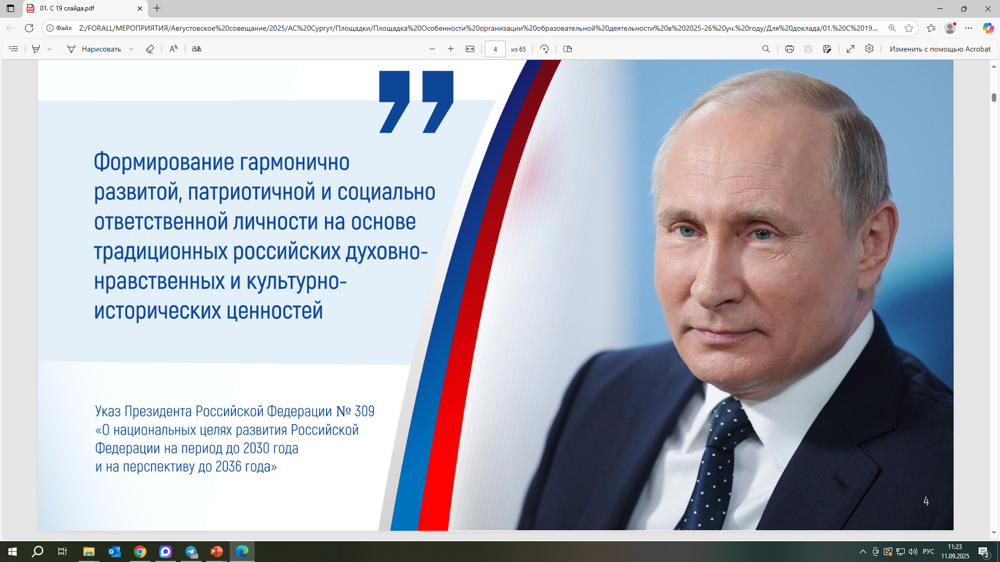 01. С 19 слайда.pdf
Файл
Z:/FORALL/МЕРОПРИЯТИЯ/Августовское%20совещание/2025/АС%20Сургут/Площадки/Площадка%20Особенности%20организации%20образовательной%20деятельности%20в%202025-26%20уч.%20году/Для%20доклада/01.%20С%2019...
Нарисовать
aあ
4
из 65
Изменить с помощью Acrobat
”
Формирование гармонично
развитой, патриотичной и социально
ответственной личности на основе
традиционных российских духовно-
нравственных и культурно-
исторических ценностей
Указ Президента Российской Федерации № 309
«О национальных целях развития Российской
Федерации на период до 2030 года
и на перспективу до 2036 года»
4
.66
РУС
11:23
11.09.2025
2